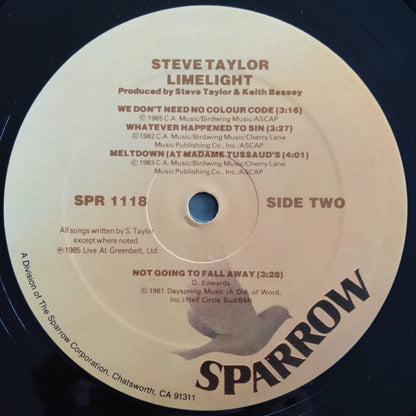 STEVE TAYLOR
LIMELIGHT
Produced by Steve Taylor & Keith Bessey
WE DON'T NEED NO COLOUR CODE (3:16)
© 1985 C.A. Music/Birdwing Music/ASCAP
WHATEVER HAPPENED TO SIN (3:27)
© 1982 C.A. Music/Birdwing Music/Cherry Lane
Music Publishing Co., Inc./ASCAP
MELTDOWN (AT MADAME TUSSAUD'S (4:01)
© 1983 C.A. Music/Birdwing Music/Cherry Lane
Music Publishing Co., Inc./ASCAP
SPR 1118
SIDE TWO
All songs written by S. Taylor
except where noted.
℗ 1985 Live At Greenbelt, Ltd.
NOT GOING TO FALL AWAY (3:28)
D. Edwards
© 1981 Dayspring Music (A Div. of Word,
Inc.)/Half Circle Bud/BMI
A Division of The Sparrow Corporation, Chatsworth, CA 91311
SPARROW